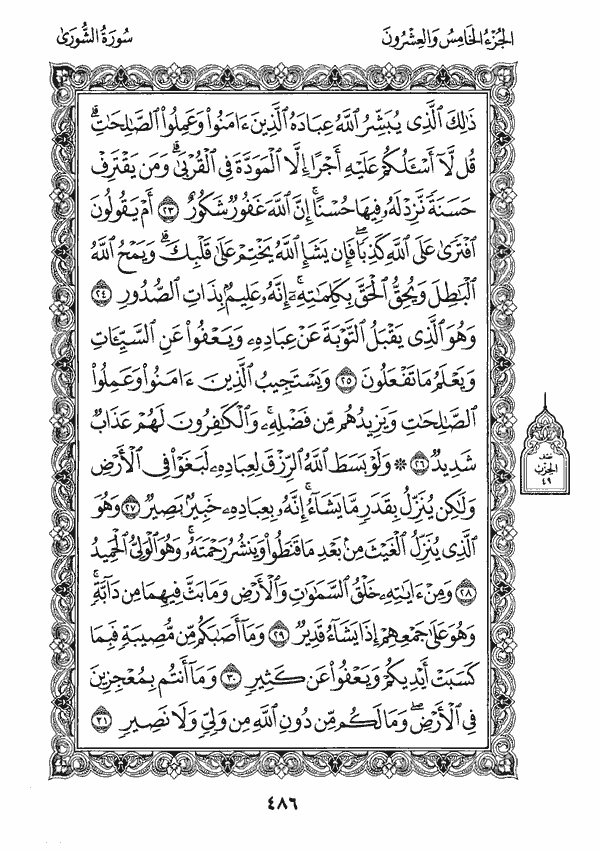 الجزء الخامس والعشرون
سورة الشورى
ذَٰلِكَ ٱلَّذِى يُبَشِّرُ ٱللَّهُ عِبَادَهُ ٱلَّذِينَ ءَامَنُوا۟ وَعَمِلُوا۟ ٱلصَّـٰلِحَـٰتِ ۗ
قُل لَّآ أَسْـَٔلُكُمْ عَلَيْهِ أَجْرًا إِلَّا ٱلْمَوَدَّةَ فِى ٱلْقُرْبَىٰ ۗ وَمَن يَقْتَرِفْ
حَسَنَةً نَّزِدْ لَهُۥ فِيهَا حُسْنًا ۚ إِنَّ ٱللَّهَ غَفُورٌ شَكُورٌ ٢٣ أَمْ يَقُولُونَ
ٱفْتَرَىٰ عَلَى ٱللَّهِ كَذِبًا ۖ فَإِن يَشَإِ ٱللَّهُ يَخْتِمْ عَلَىٰ قَلْبِكَ ۗ وَيَمْحُ ٱللَّهُ
ٱلْبَـٰطِلَ وَيُحِقُّ ٱلْحَقَّ بِكَلِمَـٰتِهِۦٓ ۚ إِنَّهُۥ عَلِيمٌۢ بِذَاتِ ٱلصُّدُورِ ٢٤
وَهُوَ ٱلَّذِى يَقْبَلُ ٱلتَّوْبَةَ عَنْ عِبَادِهِۦ وَيَعْفُوا۟ عَنِ ٱلسَّيِّـَٔاتِ
وَيَعْلَمُ مَا تَفْعَلُونَ ٢٥ وَيَسْتَجِيبُ ٱلَّذِينَ ءَامَنُوا۟ وَعَمِلُوا۟
ٱلصَّـٰلِحَـٰتِ وَيَزِيدُهُم مِّن فَضْلِهِۦ ۚ وَٱلْكَـٰفِرُونَ لَهُمْ عَذَابٌ
شَدِيدٌ ٢٦ ۞ وَلَوْ بَسَطَ ٱللَّهُ ٱلرِّزْقَ لِعِبَادِهِۦ لَبَغَوْا۟ فِى ٱلْأَرْضِ
وَلَـٰكِن يُنَزِّلُ بِقَدَرٍ مَّا يَشَآءُ ۚ إِنَّهُۥ بِعِبَادِهِۦ خَبِيرٌۢ بَصِيرٌ ٢٧ وَهُوَ
ٱلَّذِى يُنَزِّلُ ٱلْغَيْثَ مِنۢ بَعْدِ مَا قَنَطُوا۟ وَيَنشُرُ رَحْمَتَهُۥ ۚ وَهُوَ ٱلْوَلِىُّ ٱلْحَمِيدُ
٢٨ وَمِنْ ءَايَـٰتِهِۦ خَلْقُ ٱلسَّمَـٰوَٰتِ وَٱلْأَرْضِ وَمَا بَثَّ فِيهِمَا مِن دَآبَّةٍ ۚ
وَهُوَ عَلَىٰ جَمْعِهِمْ إِذَا يَشَآءُ قَدِيرٌ ٢٩ وَمَآ أَصَـٰبَكُم مِّن مُّصِيبَةٍ فَبِمَا
كَسَبَتْ أَيْدِيكُمْ وَيَعْفُوا۟ عَن كَثِيرٍ ٣٠ وَمَآ أَنتُم بِمُعْجِزِينَ
فِى ٱلْأَرْضِ ۖ وَمَا لَكُم مِّن دُونِ ٱللَّهِ مِن وَلِىٍّ وَلَا نَصِيرٍ ٣١
نصف
الحزب
٤٩
٤٨٦